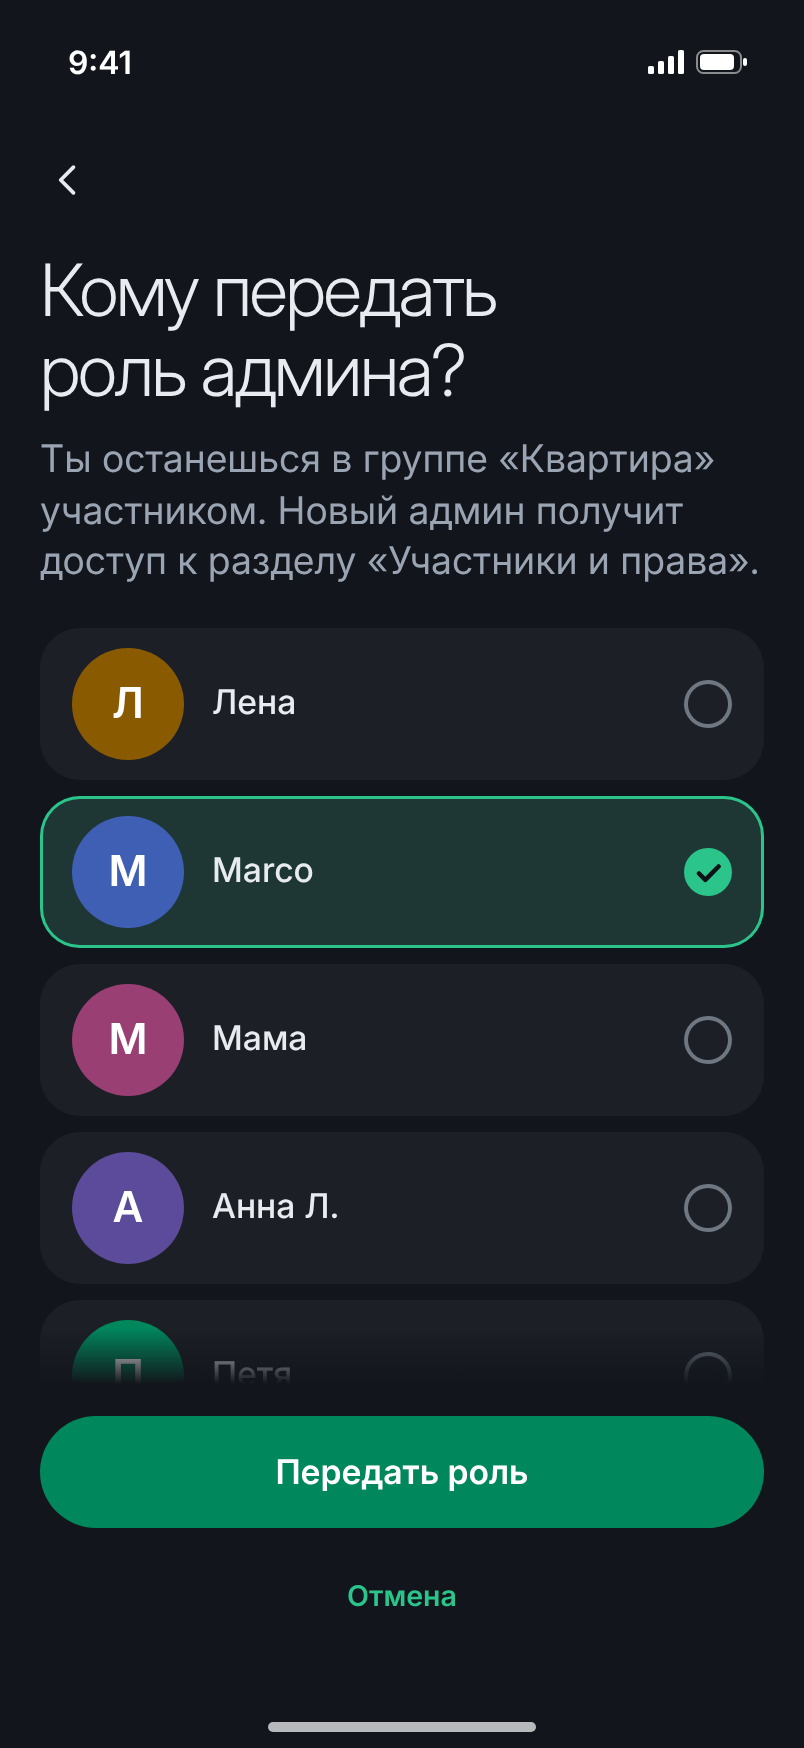 9:41
Кому передать
роль админа?
Ты останешься в группе «Квартира»
участником. Новый админ получит
доступ к разделу «Участники и права».
Л Лена
M Marco
М Мама
А Анна Л.
П Петя
Передать роль
Отмена